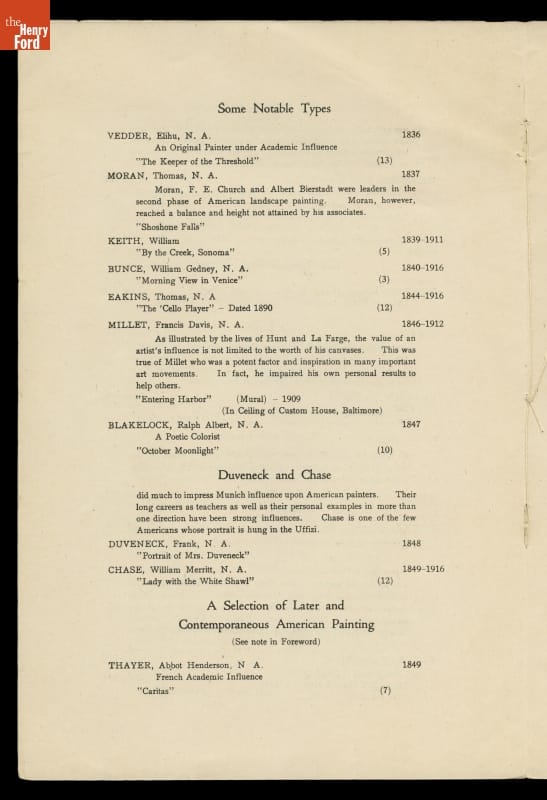 the
Henry
Ford
Some Notable Types
VEDDER, Elihu, N. A. 1836
An Original Painter under Academic Influence
"The Keeper of the Threshold" (13)
MORAN, Thomas, N. A. 1837
Moran, F. E. Church and Albert Bierstadt were leaders in the
second phase of American landscape painting. Moran, however,
reached a balance and height not attained by his associates.
"Shoshone Falls"
KEITH, William 1839-1911
"By the Creek, Sonoma" (5)
BUNCE, William Gedney, N. A. 1840-1916
"Morning View in Venice" (3)
EAKINS, Thomas, N. A 1844-1916
"The 'Cello Player" - Dated 1890 (12)
MILLET, Francis Davis, N. A. 1846-1912
As illustrated by the lives of Hunt and La Farge, the value of an
artist's influence is not limited to the worth of his canvases. This was
true of Millet who was a potent factor and inspiration in many important
art movements. In fact, he impaired his own personal results to
help others.
"Entering Harbor" (Mural) - 1909
(In Ceiling of Custom House, Baltimore)
BLAKELOCK, Ralph Albert, N. A. 1847
A Poetic Colorist
"October Moonlight" (10)
Duveneck and Chase
did much to impress Munich influence upon American painters. Their
long careers as teachers as well as their personal examples in more than
one direction have been strong influences. Chase is one of the few
Americans whose portrait is hung in the Uffizi.
DUVENECK, Frank, N. A. 1848
"Portrait of Mrs. Duveneck"
CHASE, William Merritt, N. A. 1849-1916
"Lady with the White Shawl" (12)
A Selection of Later and
Contemporaneous American Painting
(See note in Foreword)
THAYER, Abbot Henderson, N A. 1849
French Academic Influence
"Caritas" (7)